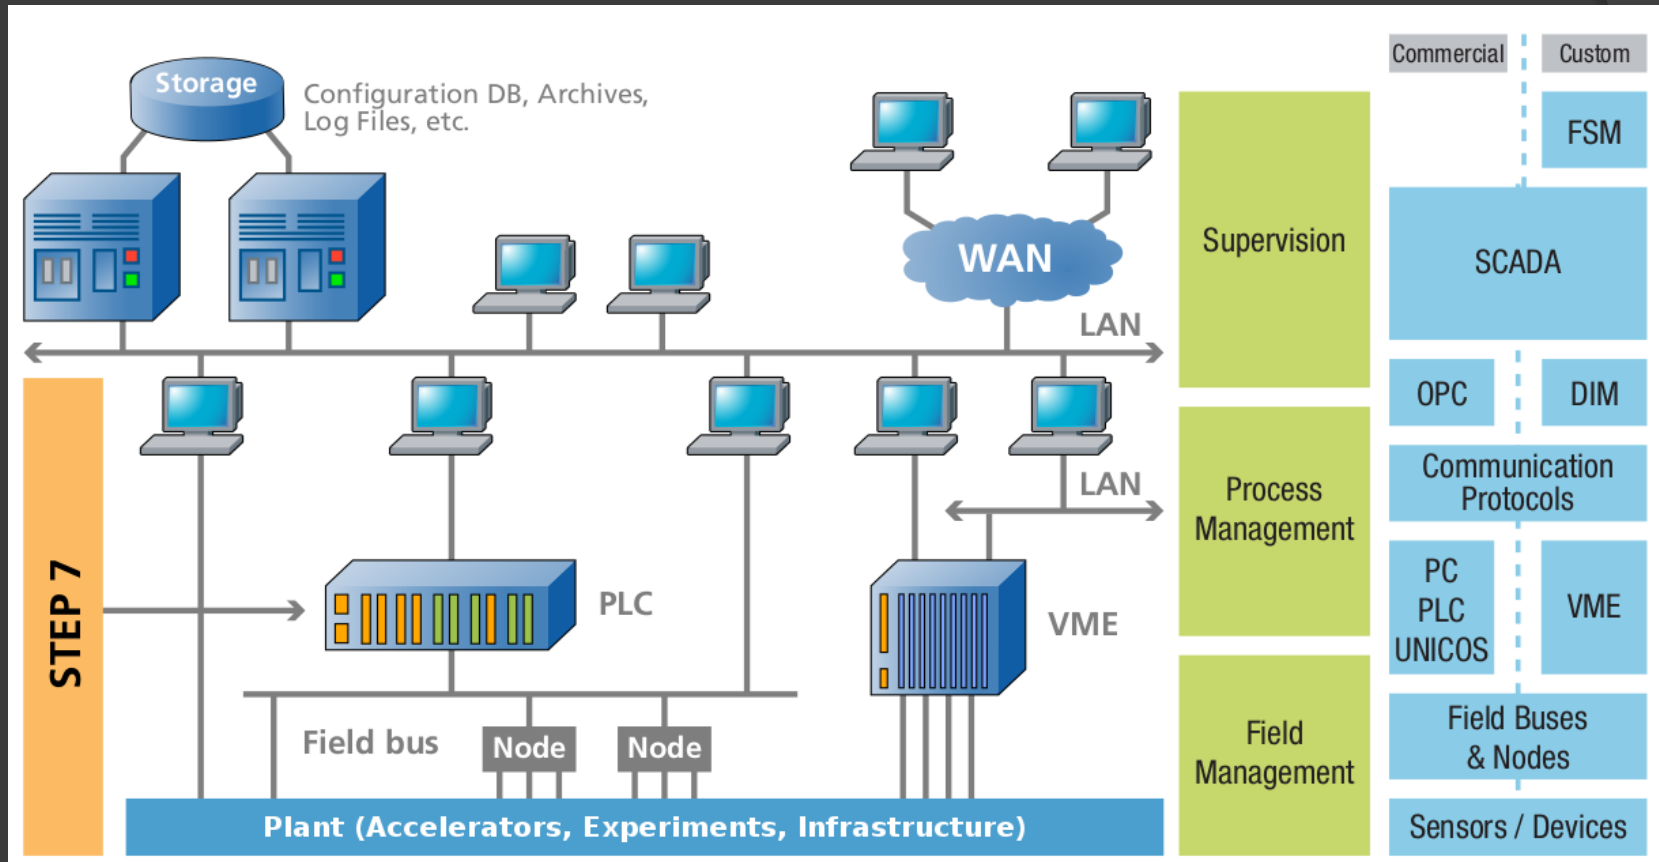 Storage
Configuration DB, Archives,
Log Files, etc.
WAN
LAN
LAN
STEP 7
PLC
VME
Field bus
Node
Node
Plant (Accelerators, Experiments, Infrastructure)
Supervision
Process
Management
Field
Management
Commercial
Custom
FSM
SCADA
OPC
DIM
Communication
Protocols
PC
PLC
UNICOS
VME
Field Buses
& Nodes
Sensors / Devices